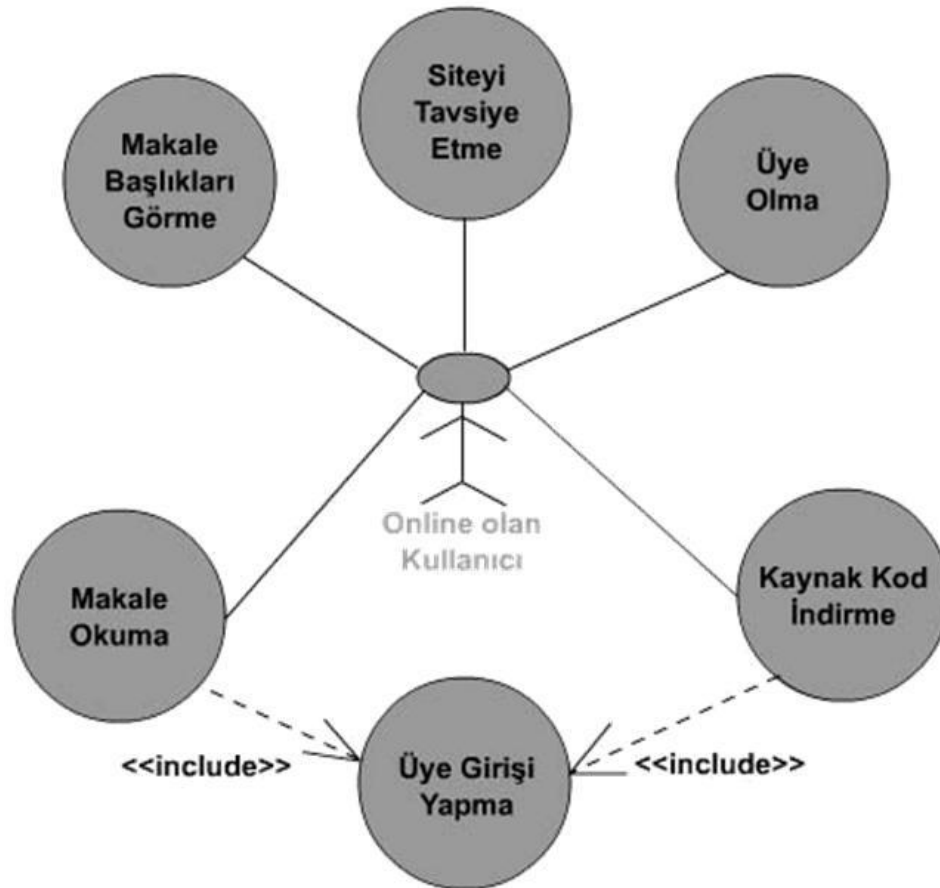 Siteyi
Tavsiye
Etme
Makale
Başlıkları
Görme
Üye
Olma
Online olan
Kullanıcı
Makale
Okuma
Kaynak Kod
İndirme
<<include>>
Üye Girişi
Yapma
<<include>>